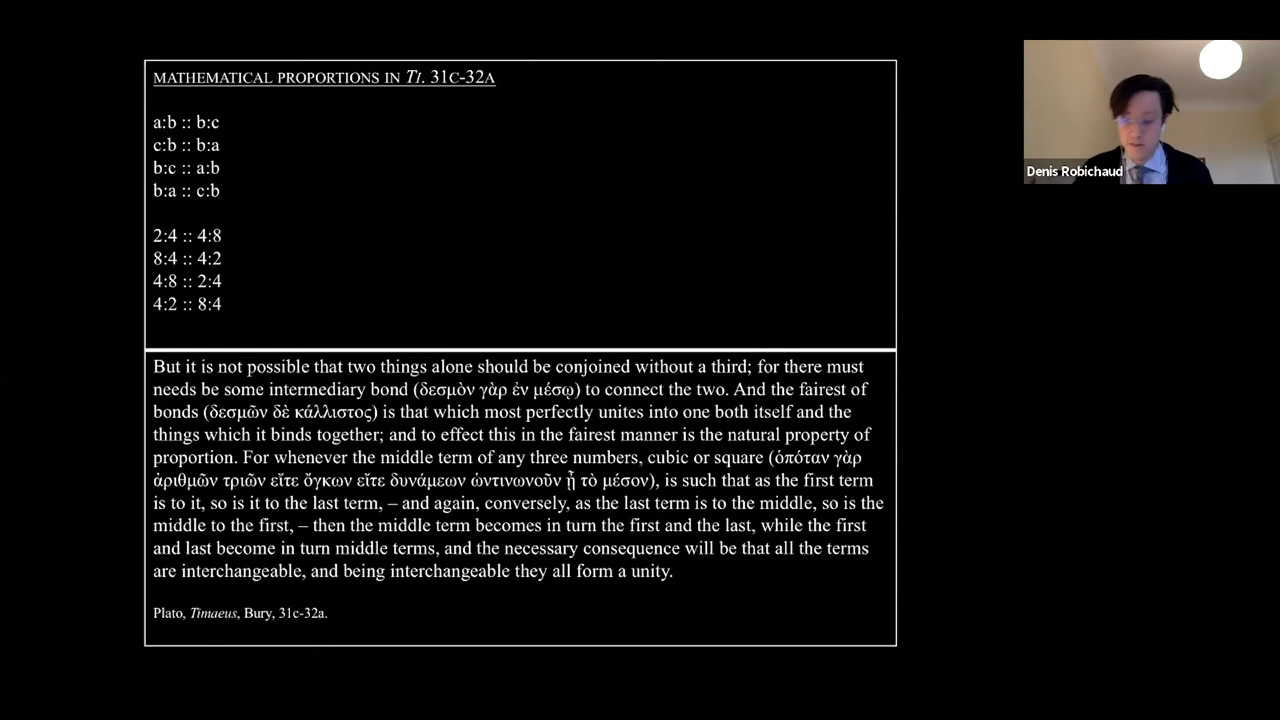 MATHEMATICAL PROPORTIONS IN Ti. 31C-32A
a:b :: b:c
c:b :: b:a
b:c :: a:b
b:a :: c:b
2:4 :: 4:8
8:4 :: 4:2
4:8 :: 2:4
4:2 :: 8:4
But it is not possible that two things alone should be conjoined without a third; for there must
needs be some intermediary bond (δεσμὸν γὰρ ἐν μέσῳ) to connect the two. And the fairest of
bonds (δεσμῶν δὲ κάλλιστος) is that which most perfectly unites into one both itself and the
things which it binds together; and to effect this in the fairest manner is the natural property of
proportion. For whenever the middle term of any three numbers, cubic or square (ὁπόταν γὰρ
ἀριθμῶν τριῶν εἴτε ὄγκων εἴτε δυνάμεων ὡντινωνοῦν ᾖ τὸ μέσον), is such that as the first term
is to it, so is it to the last term, – and again, conversely, as the last term is to the middle, so is the
middle to the first, – then the middle term becomes in turn the first and the last, while the first
and last become in turn middle terms, and the necessary consequence will be that all the terms
are interchangeable, and being interchangeable they all form a unity.
Plato, Timaeus, Bury, 31c-32a.
Denis Robichaud